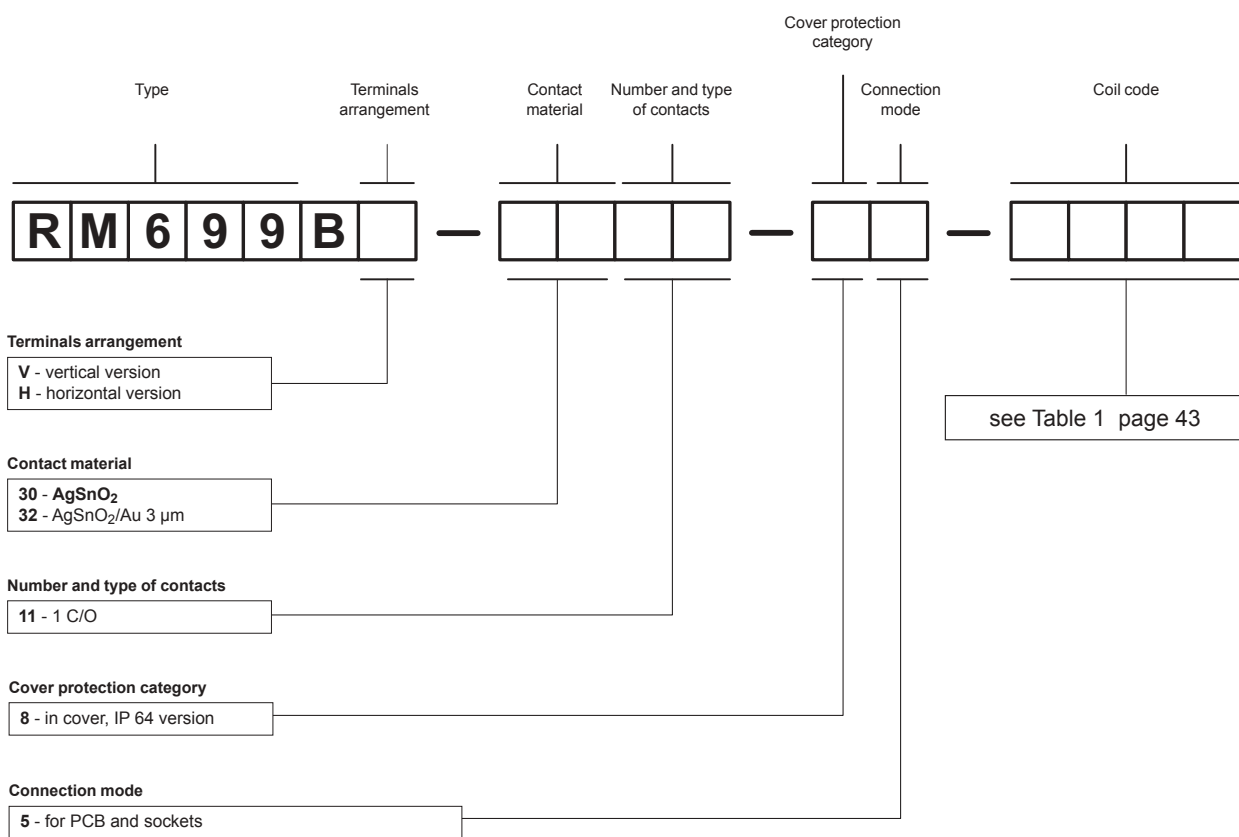 Cover protection
category
Type
Terminals
arrangement
Contact
material
Number and type
of contacts
Connection
mode
Coil code
R M 6 9 9 B — — —
Terminals arrangement
V - vertical version
H - horizontal version
see Table 1 page 43
Contact material
30 - AgSnO₂
32 - AgSnO₂/Au 3 µm
Number and type of contacts
11 - 1 C/O
Cover protection category
8 - in cover, IP 64 version
Connection mode
5 - for PCB and sockets